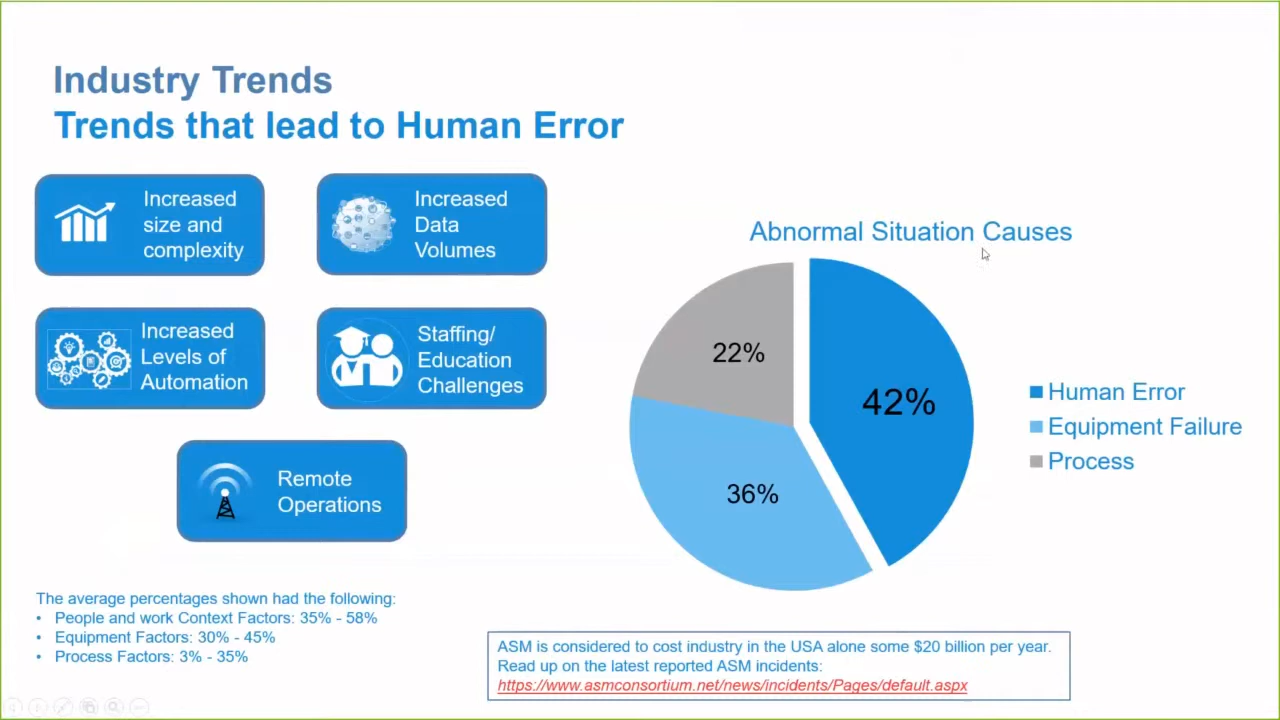 Industry Trends
Trends that lead to Human Error
Increased
size and
complexity
Increased
Data
Volumes
Increased
Levels of
Automation
Staffing/
Education
Challenges
Remote
Operations
The average percentages shown had the following:
• People and work Context Factors: 35% - 58%
• Equipment Factors: 30% - 45%
• Process Factors: 3% - 35%
Abnormal Situation Causes
22%
42%
36%
Human Error
Equipment Failure
Process
ASM is considered to cost industry in the USA alone some $20 billion per year.
Read up on the latest reported ASM incidents:
https://www.asmconsortium.net/news/incidents/Pages/default.aspx